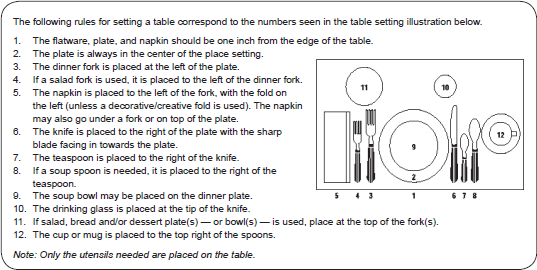 The following rules for setting a table correspond to the numbers seen in the table setting illustration below.
1. The flatware, plate, and napkin should be one inch from the edge of the table.
2. The plate is always in the center of the place setting.
3. The dinner fork is placed at the left of the plate.
4. If a salad fork is used, it is placed to the left of the dinner fork.
5. The napkin is placed to the left of the fork, with the fold on
the left (unless a decorative/creative fold is used). The napkin
may also go under a fork or on top of the plate.
6. The knife is placed to the right of the plate with the sharp
blade facing in towards the plate.
7. The teaspoon is placed to the right of the knife.
8. If a soup spoon is needed, it is placed to the right of the
teaspoon.
9. The soup bowl may be placed on the dinner plate.
10. The drinking glass is placed at the tip of the knife.
11. If salad, bread and/or dessert plate(s) — or bowl(s) — is used, place at the top of the fork(s).
12. The cup or mug is placed to the top right of the spoons.
Note: Only the utensils needed are placed on the table.
11
10
12
9
2
5 4 3 1 6 7 8